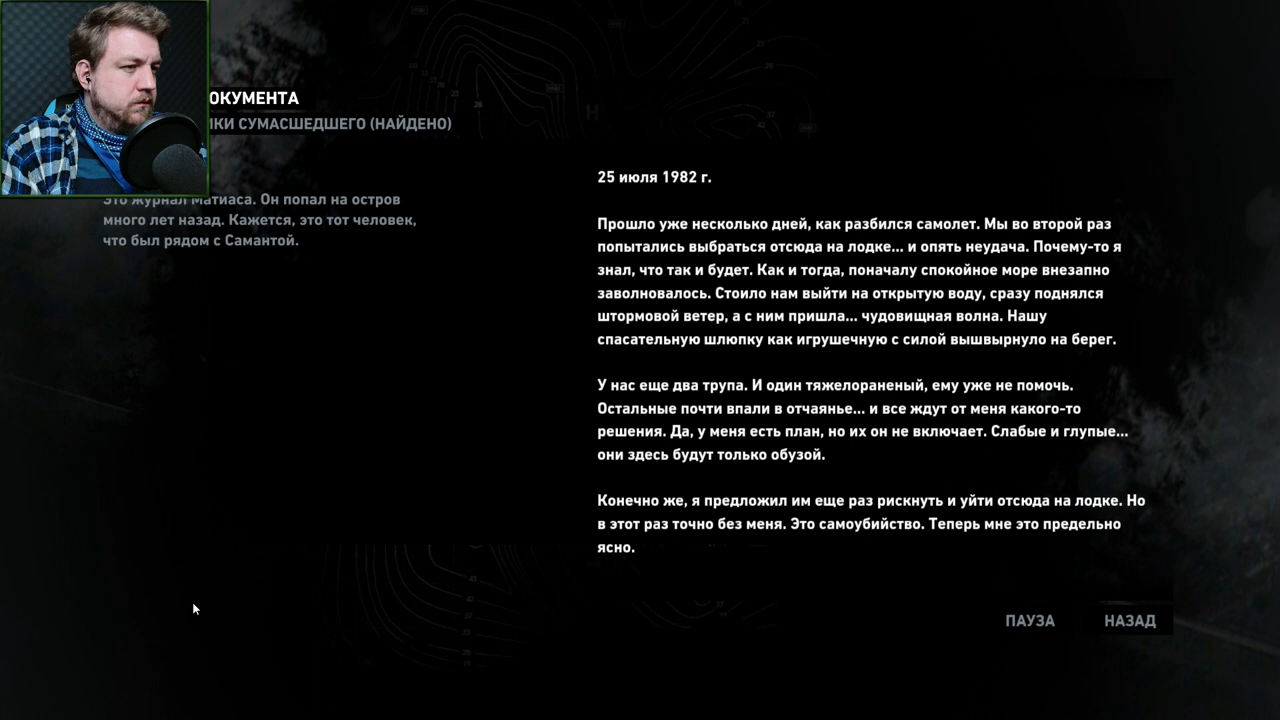 ОКУМЕНТА
ИКИ СУМАСШЕДШЕГО (НАЙДЕНО)
Это журнал Матиаса. Он попал на остров
много лет назад. Кажется, это тот человек,
что был рядом с Самантой.
25 июля 1982 г.
Прошло уже несколько дней, как разбился самолет. Мы во второй раз
попытались выбраться отсюда на лодке... и опять неудача. Почему-то я
знал, что так и будет. Как и тогда, поначалу спокойное море внезапно
заволновалось. Стоило нам выйти на открытую воду, сразу поднялся
штормовой ветер, а с ним пришла... чудовищная волна. Нашу
спасательную шлюпку как игрушечную с силой вышвырнуло на берег.
У нас еще два трупа. И один тяжелораненый, ему уже не помочь.
Остальные почти впали в отчаянье... и все ждут от меня какого-то
решения. Да, у меня есть план, но их он не включает. Слабые и глупые...
они здесь будут только обузой.
Конечно же, я предложил им еще раз рискнуть и уйти отсюда на лодке. Но
в этот раз точно без меня. Это самоубийство. Теперь мне это предельно
ясно.
ПАУЗА
НАЗАД